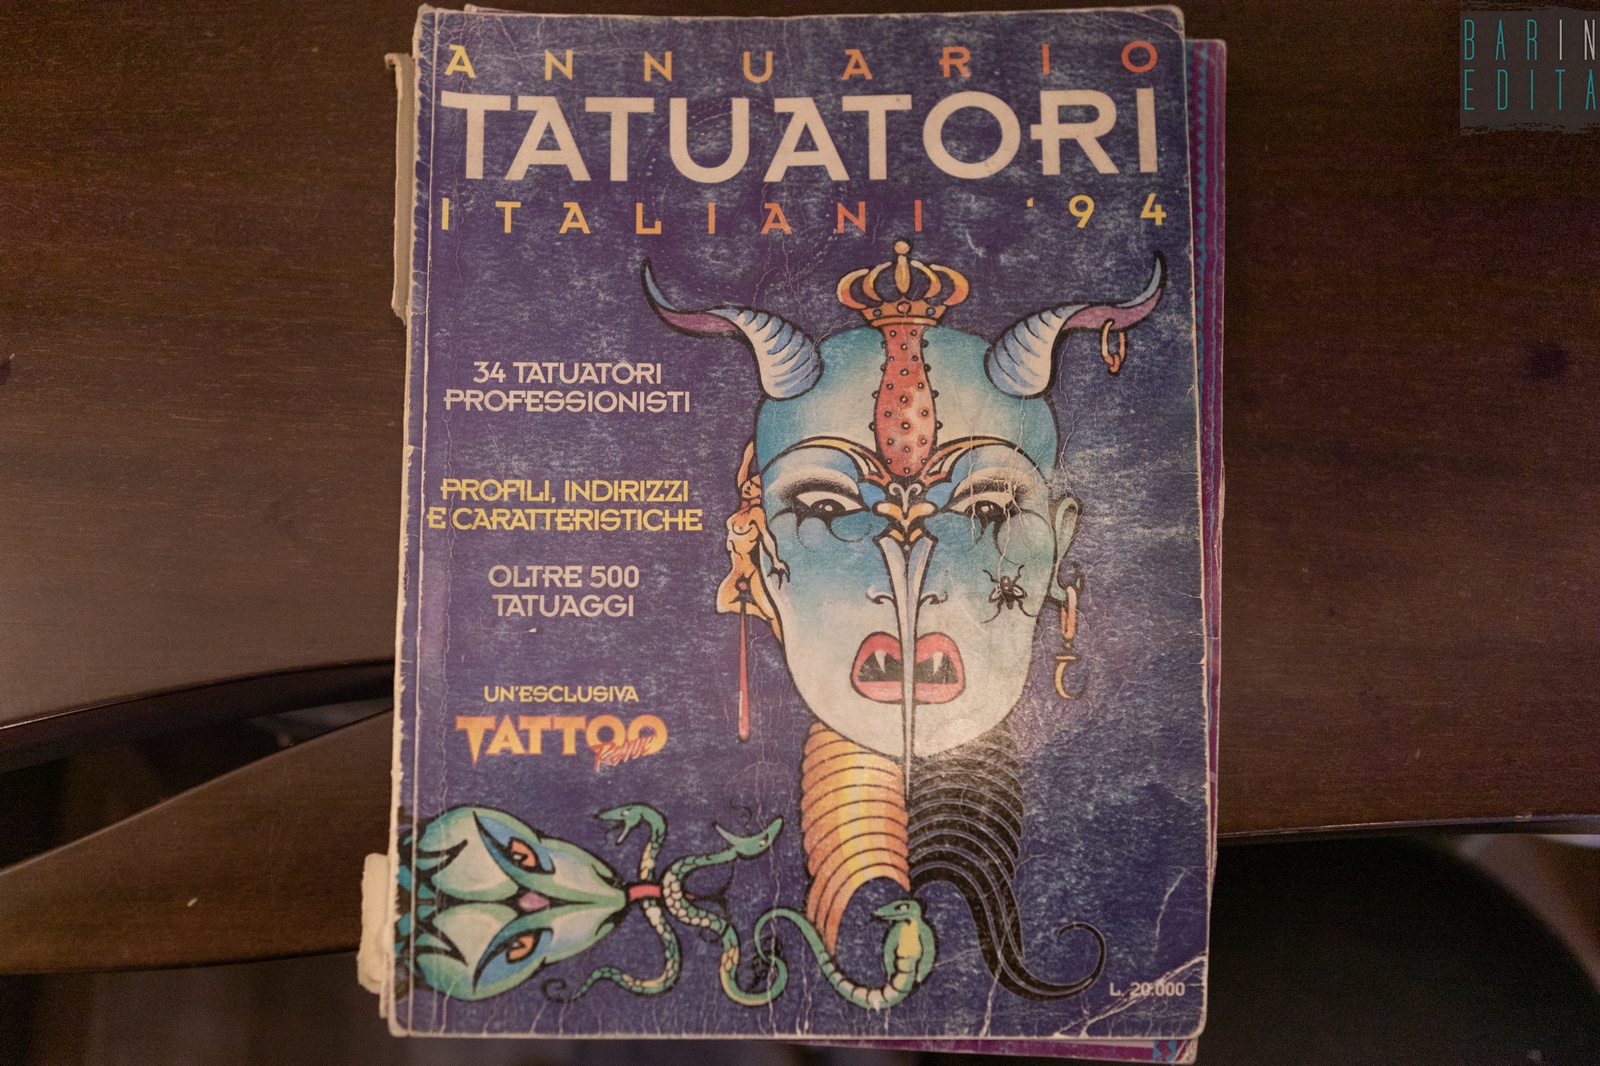 ANNUARIO
TATUATORI
ITALIANI '94
34 TATUATORI
PROFESSIONISTI
PROFILI, INDIRIZZI
E CARATTERISTICHE
OLTRE 500
TATUAGGI
UN'ESCLUSIVA
TATTOO
Revue
L. 20.000
BARIN
EDITA